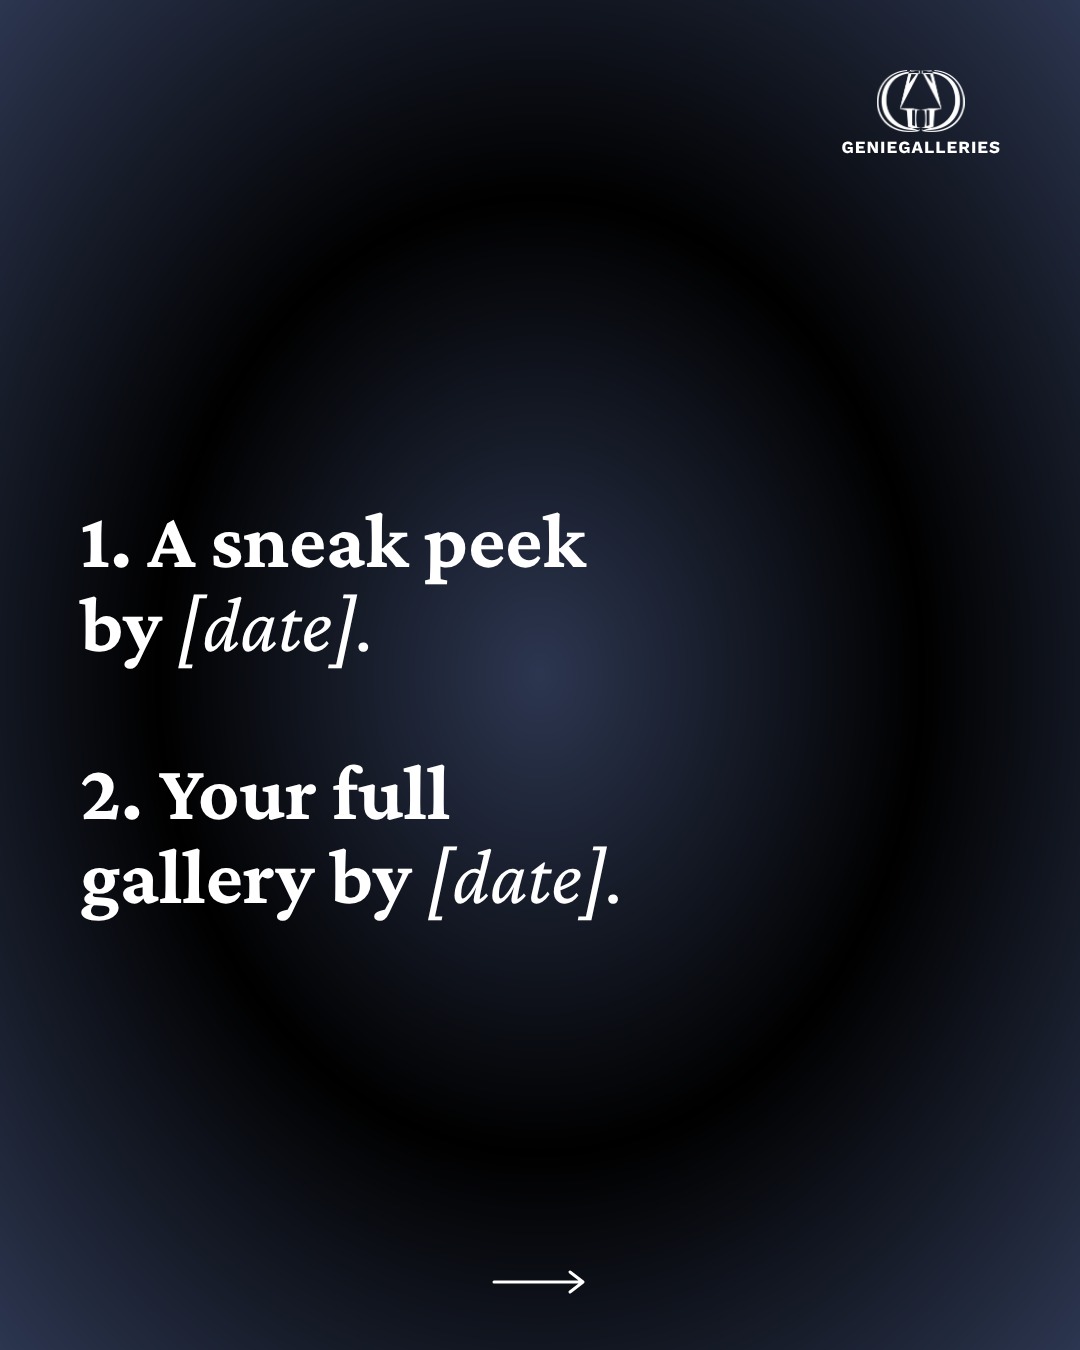 GENIEGALLERIES
1. A sneak peek
by [date].
2. Your full
gallery by [date].